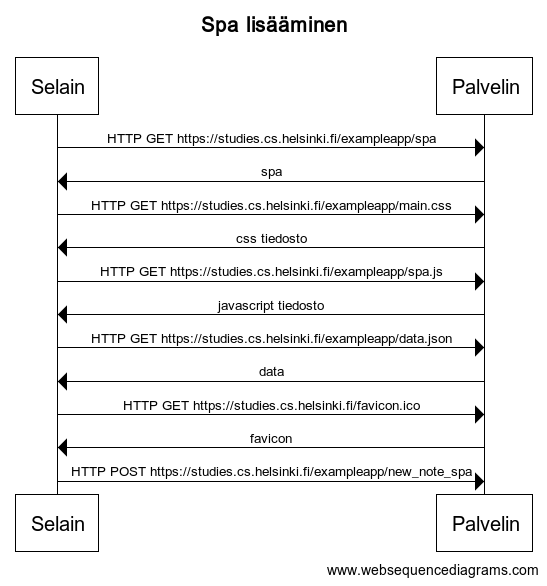 Spa lisääminen
Selain Palvelin
HTTP GET https://studies.cs.helsinki.fi/exampleapp/spa
spa
HTTP GET https://studies.cs.helsinki.fi/exampleapp/main.css
css tiedosto
HTTP GET https://studies.cs.helsinki.fi/exampleapp/spa.js
javascript tiedosto
HTTP GET https://studies.cs.helsinki.fi/exampleapp/data.json
data
HTTP GET https://studies.cs.helsinki.fi/favicon.ico
favicon
HTTP POST https://studies.cs.helsinki.fi/exampleapp/new_note_spa
Selain Palvelin
www.websequencediagrams.com